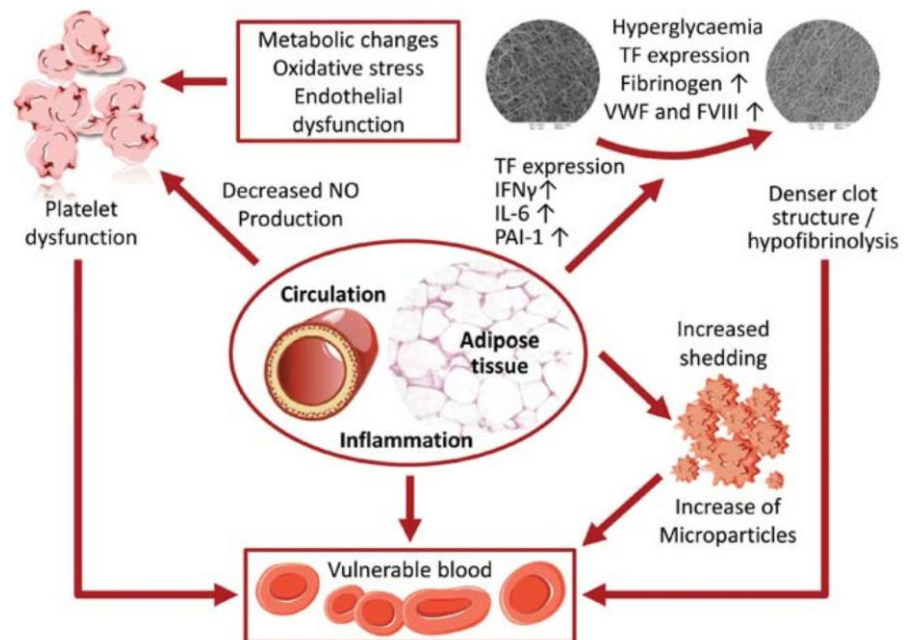 Metabolic changes
Oxidative stress
Endothelial
dysfunction
Hyperglycaemia
TF expression
Fibrinogen ↑
VWF and FVIII ↑
Platelet
dysfunction
Decreased NO
Production
TF expression
IFNγ↑
IL-6 ↑
PAI-1 ↑
Denser clot
structure /
hypofibrinolysis
Circulation
Adipose
tissue
Inflammation
Increased
shedding
Increase of
Microparticles
Vulnerable blood